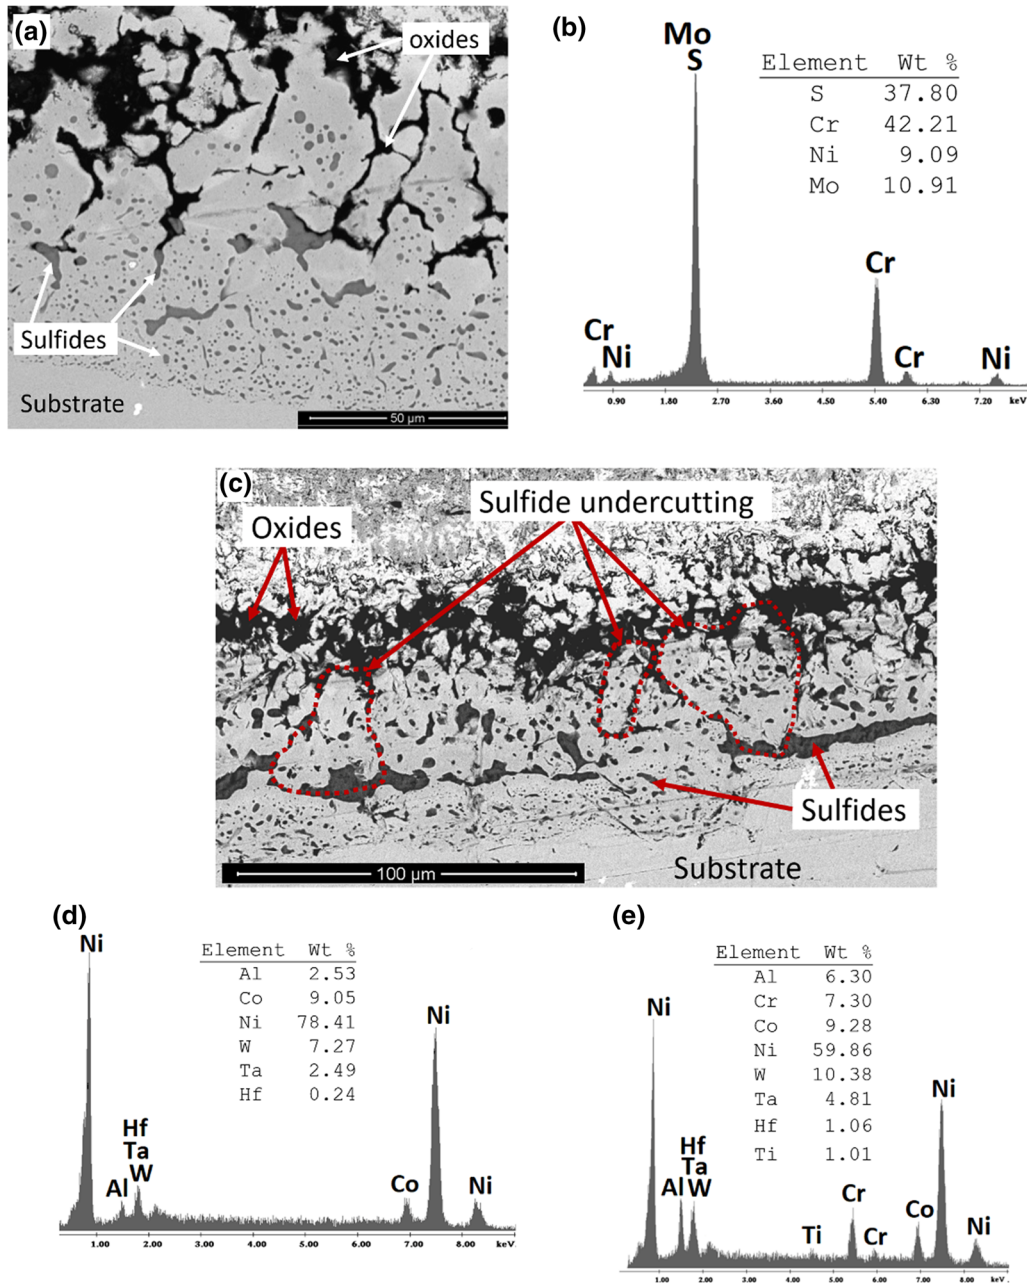 (a)
oxides
Sulfides
Substrate
50 µm
(b)
Mo
S
Element Wt %
S 37.80
Cr 42.21
Ni 9.09
Mo 10.91
Cr
Cr
Ni
Cr
Ni
0.90 1.80 2.70 3.60 4.50 5.40 6.30 7.20 keV
(c)
Sulfide undercutting
Oxides
Sulfides
Substrate
100 µm
(d)
Ni
Element Wt %
Al 2.53
Co 9.05
Ni 78.41
W 7.27
Ta 2.49
Hf 0.24
Ni
Hf
Ta
W
Al
Co
Ni
1.00 2.00 3.00 4.00 5.00 6.00 7.00 8.00 keV
(e)
Element Wt %
Al 6.30
Cr 7.30
Co 9.28
Ni 59.86
W 10.38
Ta 4.81
Hf 1.06
Ti 1.01
Ni
Ni
Hf
Ta
Al W
Cr
Co
Ti
Cr
Ni
1.00 2.00 3.00 4.00 5.00 6.00 7.00 8.00 keV